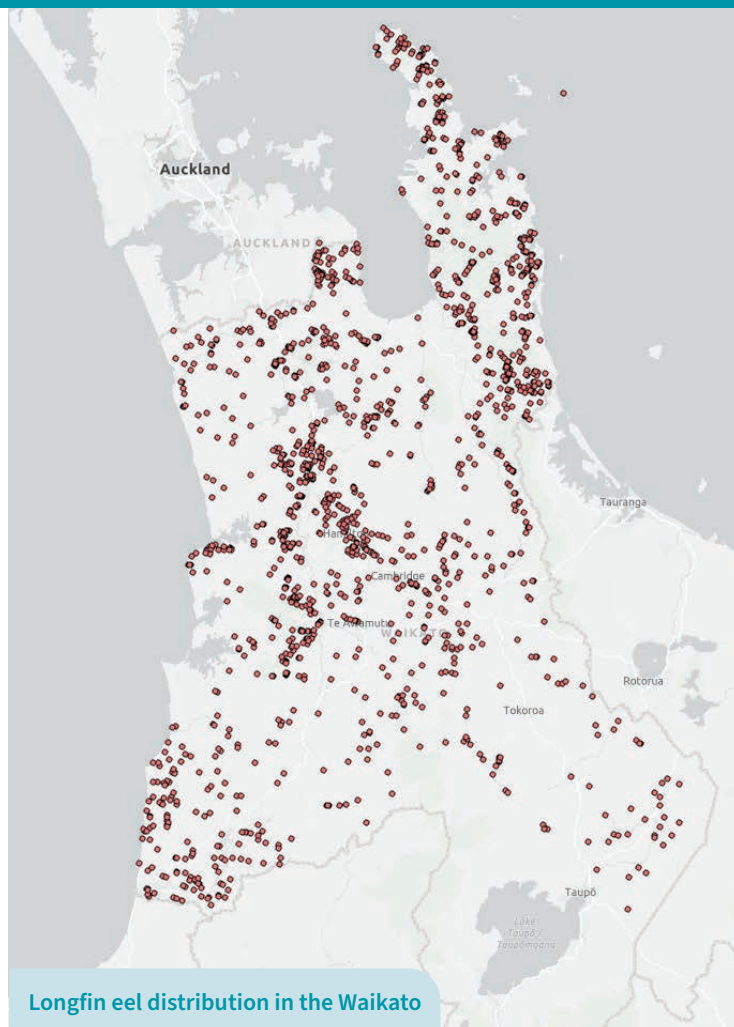 Auckland
AUCKLAND
Tauranga
Hamilton
Cambridge
Te Awamutu
WAIKATO
Rotorua
Tokoroa
Taupō
Lake
Taupō /
Taupōmoana
Longfin eel distribution in the Waikato